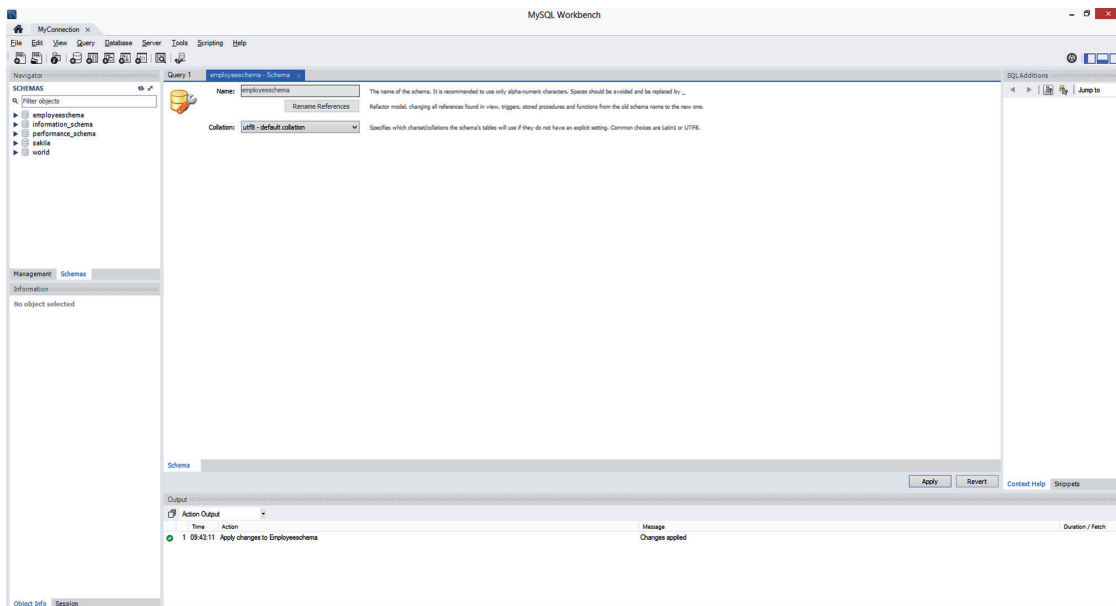 MySQL Workbench
MyConnection ×
File Edit View Query Database Server Tools Scripting Help
Navigator
SCHEMAS
Filter objects
employeeschema
information_schema
performance_schema
sakila
world
Management Schemas
Information
No object selected
Object Info Session
Query 1 employeeschema - Schema ×
Name: employeeschema The name of the schema. It is recommended to use only alpha-numeric characters. Spaces should be avoided and be replaced by _
Rename References Refactor model, changing all references found in view, triggers, stored procedures and functions from the old schema name to the new one.
Collation: utf8 - default collation Specifies which charset/collations the schema's tables will use if they do not have an explicit setting. Common choices are Latin1 or UTF8.
Schema
Apply Revert
SQLAdditions
Jump to
Context Help Snippets
Output
Action Output
Time Action Message Duration / Fetch
1 09:43:11 Apply changes to Employeeschema Changes applied